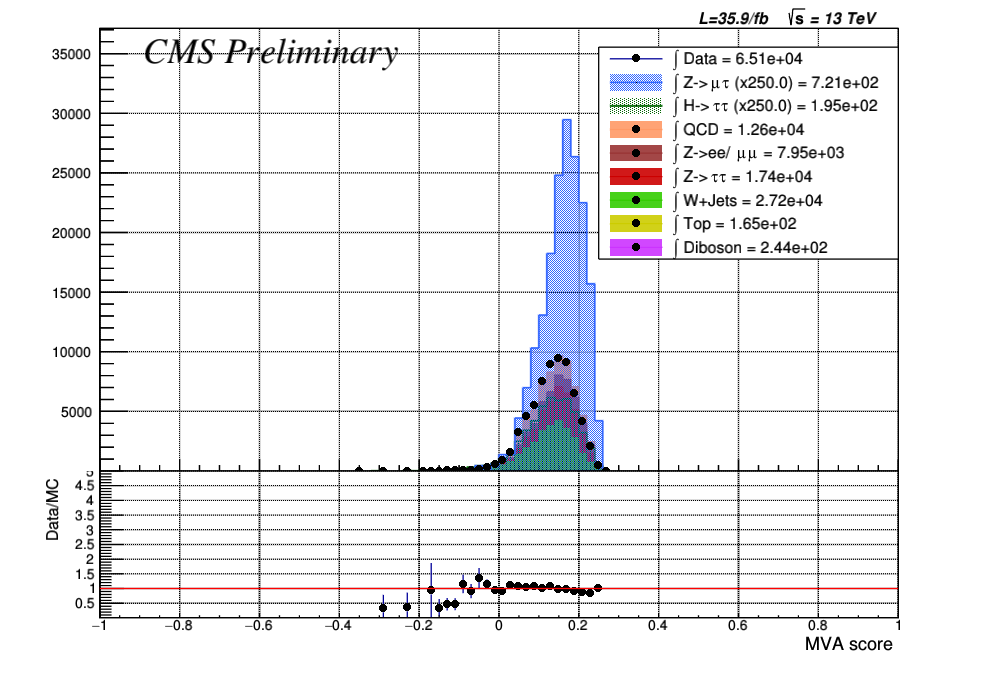 L=35.9/fb √s = 13 TeV
CMS Preliminary
35000
30000
25000
20000
15000
10000
5000
∫ Data = 6.51e+04
∫ Z->μτ (x250.0) = 7.21e+02
∫ H->ττ (x250.0) = 1.95e+02
∫ QCD = 1.26e+04
∫ Z->ee/ μμ = 7.95e+03
∫ Z->ττ = 1.74e+04
∫ W+Jets = 2.72e+04
∫ Top = 1.65e+02
∫ Diboson = 2.44e+02
Data/MC
4.5
4
3.5
3
2.5
2
1.5
1
0.5
−1 −0.8 −0.6 −0.4 −0.2 0 0.2 0.4 0.6 0.8 1
MVA score